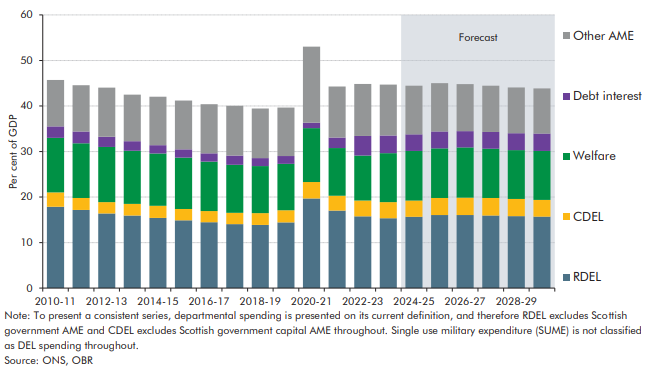 60
50
40
30
20
10
0
Per cent of GDP
Forecast
Other AME
Debt interest
Welfare
CDEL
RDEL
2010-11 2012-13 2014-15 2016-17 2018-19 2020-21 2022-23 2024-25 2026-27 2028-29
Note: To present a consistent series, departmental spending is presented on its current definition, and therefore RDEL excludes Scottish
government AME and CDEL excludes Scottish government capital AME throughout. Single use military expenditure (SUME) is not classified
as DEL spending throughout.
Source: ONS, OBR